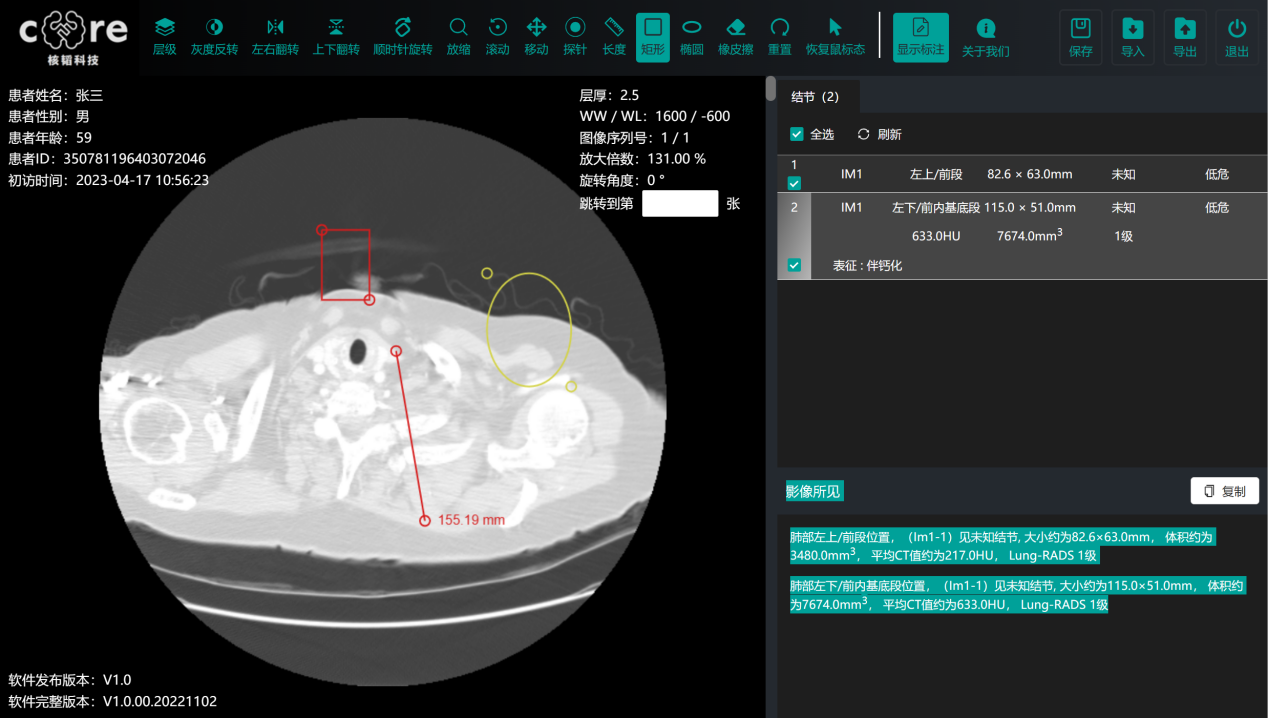 core
核韬科技
层级 灰度反转 左右翻转 上下翻转 顺时针旋转 放缩 滚动 移动 探针 长度 矩形 椭圆 橡皮擦 重置 恢复鼠标态 显示标注 关于我们 保存 导入 导出 退出
患者姓名：张三
患者性别：男
患者年龄：59
患者ID：350781196403072046
初访时间：2023-04-17 10:56:23
层厚：2.5
WW / WL：1600 / -600
图像序列号：1 / 1
放大倍数：131.00 %
旋转角度：0 °
跳转到第 张
155.19 mm
软件发布版本：V1.0
软件完整版本：V1.0.00.20221102
结节（2）
全选 刷新
1 IM1 左上/前段 82.6 × 63.0mm 未知 低危
2 IM1 左下/前内基底段 115.0 × 51.0mm 未知 低危
633.0HU 7674.0mm³ 1级
表征 : 伴钙化
影像所见 复制
肺部左上/前段位置，（Im1-1）见未知结节, 大小约为82.6×63.0mm， 体积约为
3480.0mm³， 平均CT值约为217.0HU， Lung-RADS 1级
肺部左下/前内基底段位置，（Im1-1）见未知结节, 大小约为115.0×51.0mm， 体积约
为7674.0mm³， 平均CT值约为633.0HU， Lung-RADS 1级